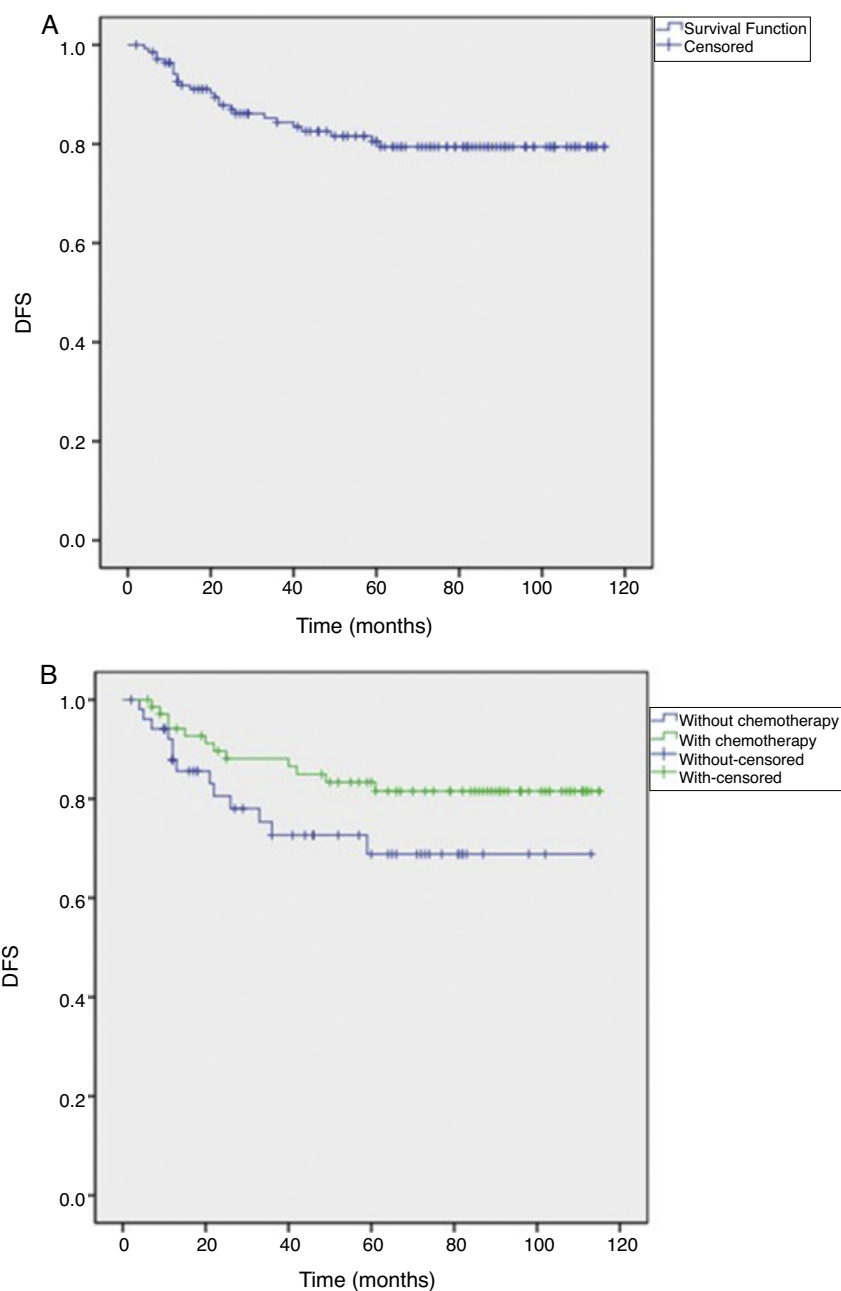 A
Survival Function
Censored
1.0
0.8
0.6
0.4
0.2
0.0
DFS
0 20 40 60 80 100 120
Time (months)
B
Without chemotherapy
With chemotherapy
Without-censored
With-censored
1.0
0.8
0.6
0.4
0.2
0.0
DFS
0 20 40 60 80 100 120
Time (months)